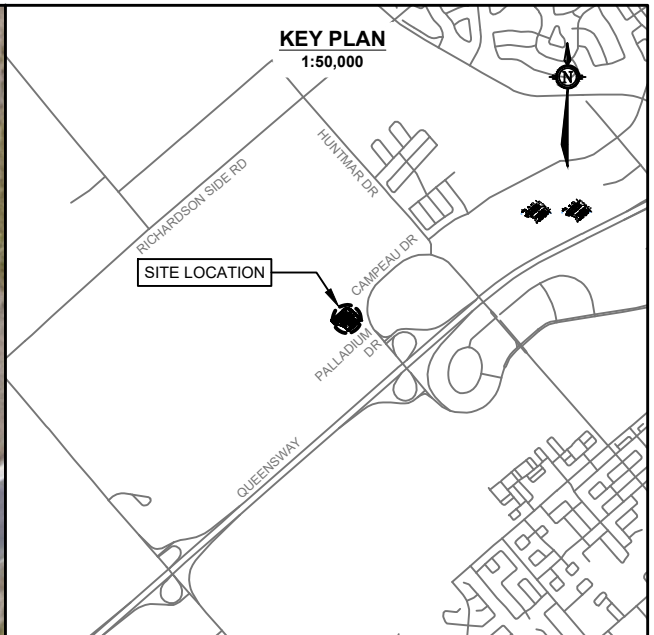 KEY PLAN
1:50,000
N
HUNTMAR DR
RICHARDSON SIDE RD
SITE LOCATION
CAMPEAU DR
PALLADIUM
DR
QUEENSWAY